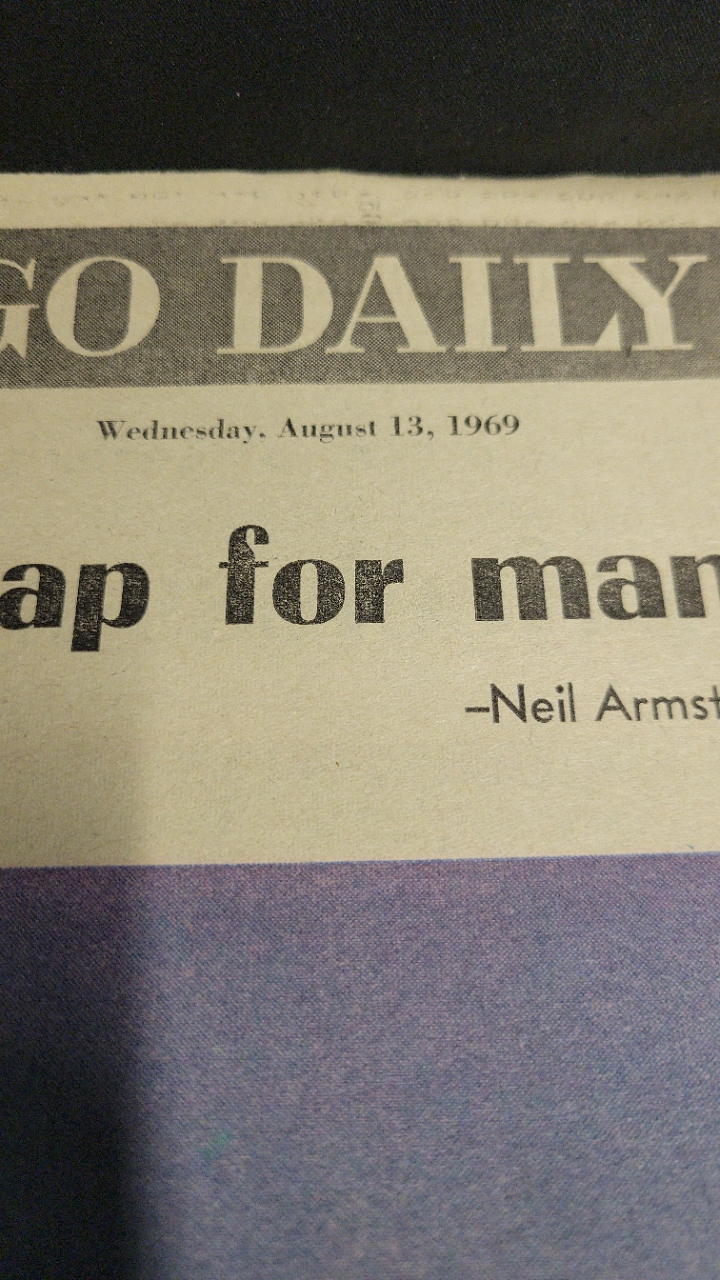 GO DAILY
Wednesday, August 13, 1969
ap for man
–Neil Armst